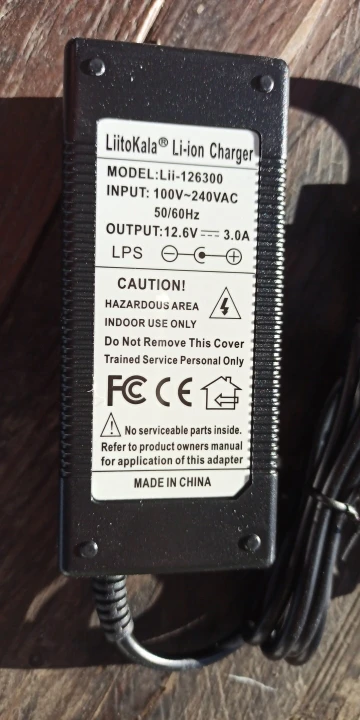 LiitoKala® Li-ion Charger
MODEL:Lii-126300
INPUT: 100V~240VAC
50/60Hz
OUTPUT:12.6V⎓3.0A
LPS
CAUTION!
HAZARDOUS AREA
INDOOR USE ONLY
Do Not Remove This Cover
Trained Service Personal Only
FC CE
No serviceable parts inside.
Refer to product owners manual
for application of this adapter
MADE IN CHINA